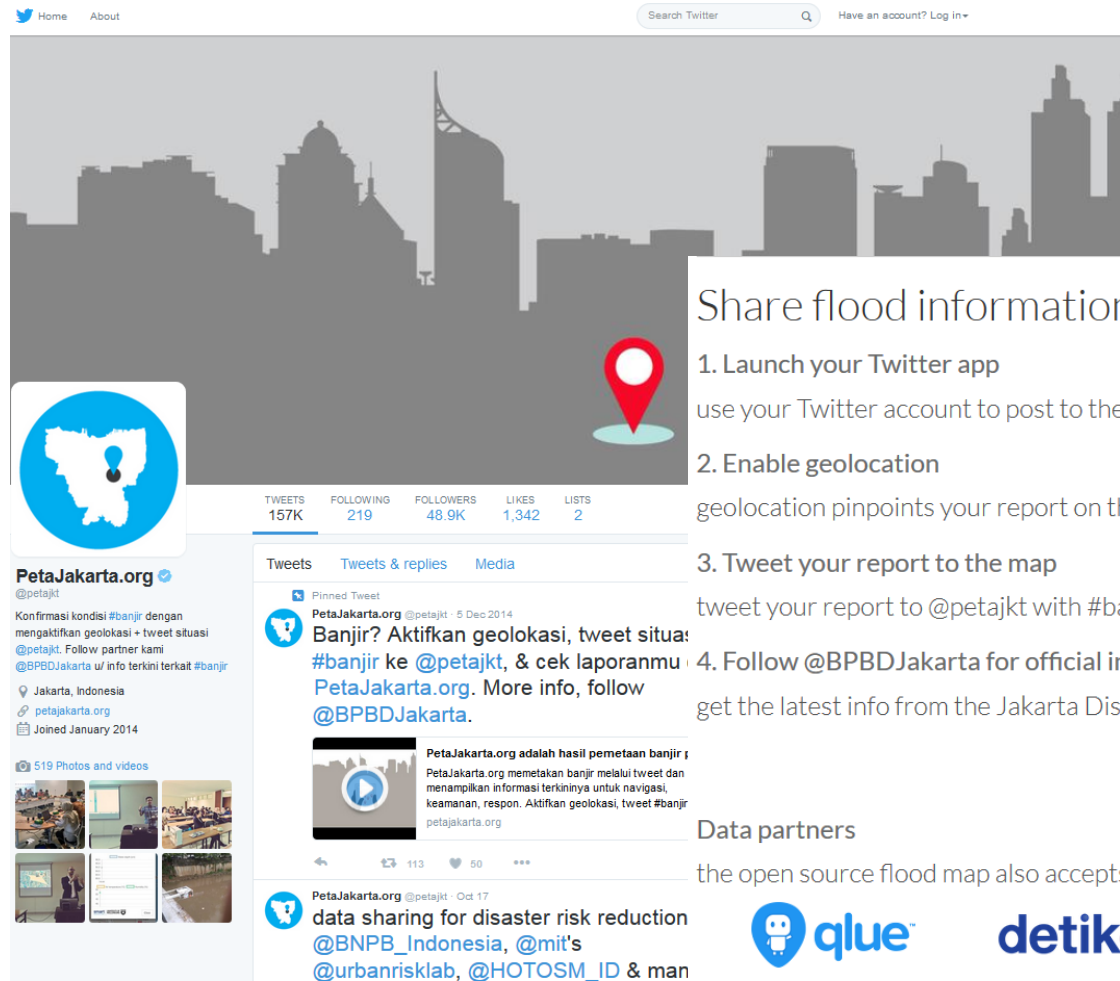 Home About
Search Twitter
Have an account? Log in
TWEETS FOLLOWING FOLLOWERS LIKES LISTS
157K 219 48.9K 1,342 2
PetaJakarta.org
@petajkt
Konfirmasi kondisi #banjir dengan
mengaktifkan geolokasi + tweet situasi
@petajkt. Follow partner kami
@BPBDJakarta u/ info terkini terkait #banjir
Jakarta, Indonesia
petajakarta.org
Joined January 2014
519 Photos and videos
Tweets Tweets & replies Media
Pinned Tweet
PetaJakarta.org @petajkt · 5 Dec 2014
Banjir? Aktifkan geolokasi, tweet situas
#banjir ke @petajkt, & cek laporanmu
PetaJakarta.org. More info, follow
@BPBDJakarta.
PetaJakarta.org adalah hasil pemetaan banjir p
PetaJakarta.org memetakan banjir melalui tweet dan
menampilkan informasi terkininya untuk navigasi,
keamanan, respon. Aktifkan geolokasi, tweet #banjir
petajakarta.org
113 50
PetaJakarta.org @petajkt · Oct 17
data sharing for disaster risk reduction
@BNPB_Indonesia, @mit's
@urbanrisklab, @HOTOSM_ID & man
Share flood information
1. Launch your Twitter app
use your Twitter account to post to the
2. Enable geolocation
geolocation pinpoints your report on th
3. Tweet your report to the map
tweet your report to @petajkt with #ba
4. Follow @BPBDJakarta for official in
get the latest info from the Jakarta Dis
Data partners
the open source flood map also accepts
qlue™
detik